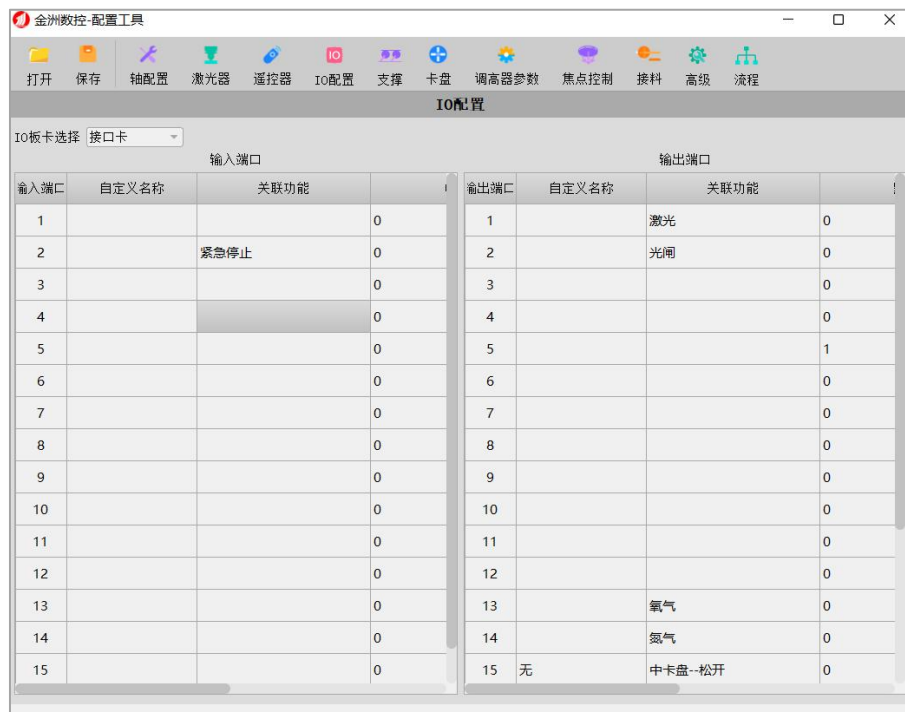 金洲数控-配置工具
打开 保存 轴配置 激光器 遥控器 IO配置 支撑 卡盘 调高器参数 焦点控制 接料 高级 流程
IO配置
IO板卡选择 接口卡
输入端口 输出端口
输入端口 自定义名称 关联功能 输出端口 自定义名称 关联功能
1 0 1 激光 0
2 紧急停止 0 2 光闸 0
3 0 3 0
4 0 4 0
5 0 5 1
6 0 6 0
7 0 7 0
8 0 8 0
9 0 9 0
10 0 10 0
11 0 11 0
12 0 12 0
13 0 13 氧气 0
14 0 14 氮气 0
15 0 15 无 中卡盘--松开 0